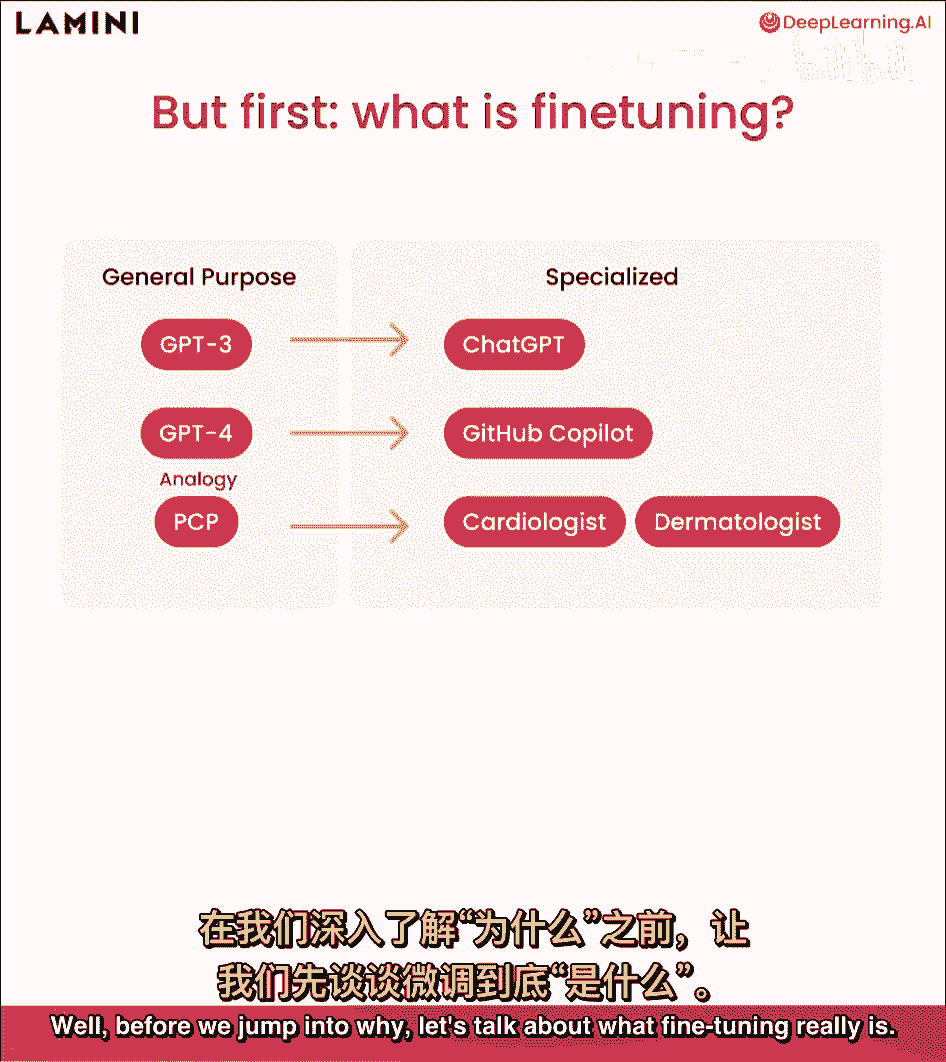 LAMINI
DeepLearning.AI
But first: what is finetuning?
General Purpose
Specialized
GPT-3
ChatGPT
GPT-4
GitHub Copilot
Analogy
PCP
Cardiologist
Dermatologist
在我们深入了解“为什么”之前，让
我们先谈谈微调到底“是什么”。
Well, before we jump into why, let's talk about what fine-tuning really is.